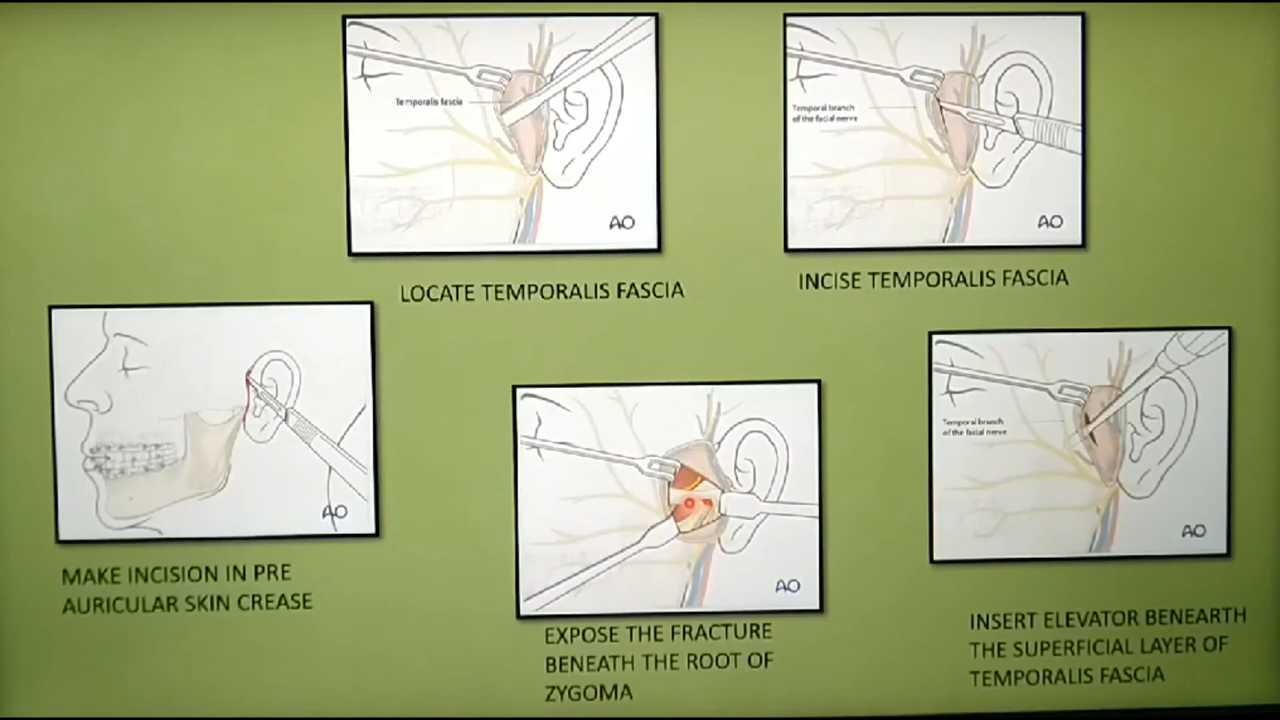 Temporalis fascia
AO
LOCATE TEMPORALIS FASCIA
Temporal branch
of the facial nerve
AO
INCISE TEMPORALIS FASCIA
AO
MAKE INCISION IN PRE
AURICULAR SKIN CREASE
AO
EXPOSE THE FRACTURE
BENEATH THE ROOT OF
ZYGOMA
Temporal branch
of the facial nerve
AO
INSERT ELEVATOR BENEARTH
THE SUPERFICIAL LAYER OF
TEMPORALIS FASCIA